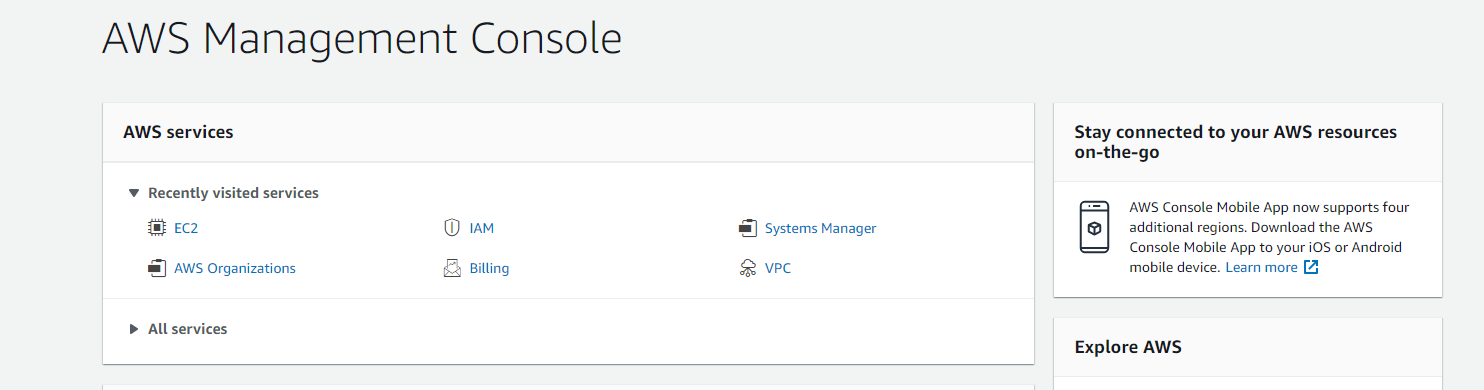 AWS Management Console
AWS services
Recently visited services
EC2
IAM
Systems Manager
AWS Organizations
Billing
VPC
All services
Stay connected to your AWS resources
on-the-go
AWS Console Mobile App now supports four
additional regions. Download the AWS
Console Mobile App to your iOS or Android
mobile device. Learn more
Explore AWS